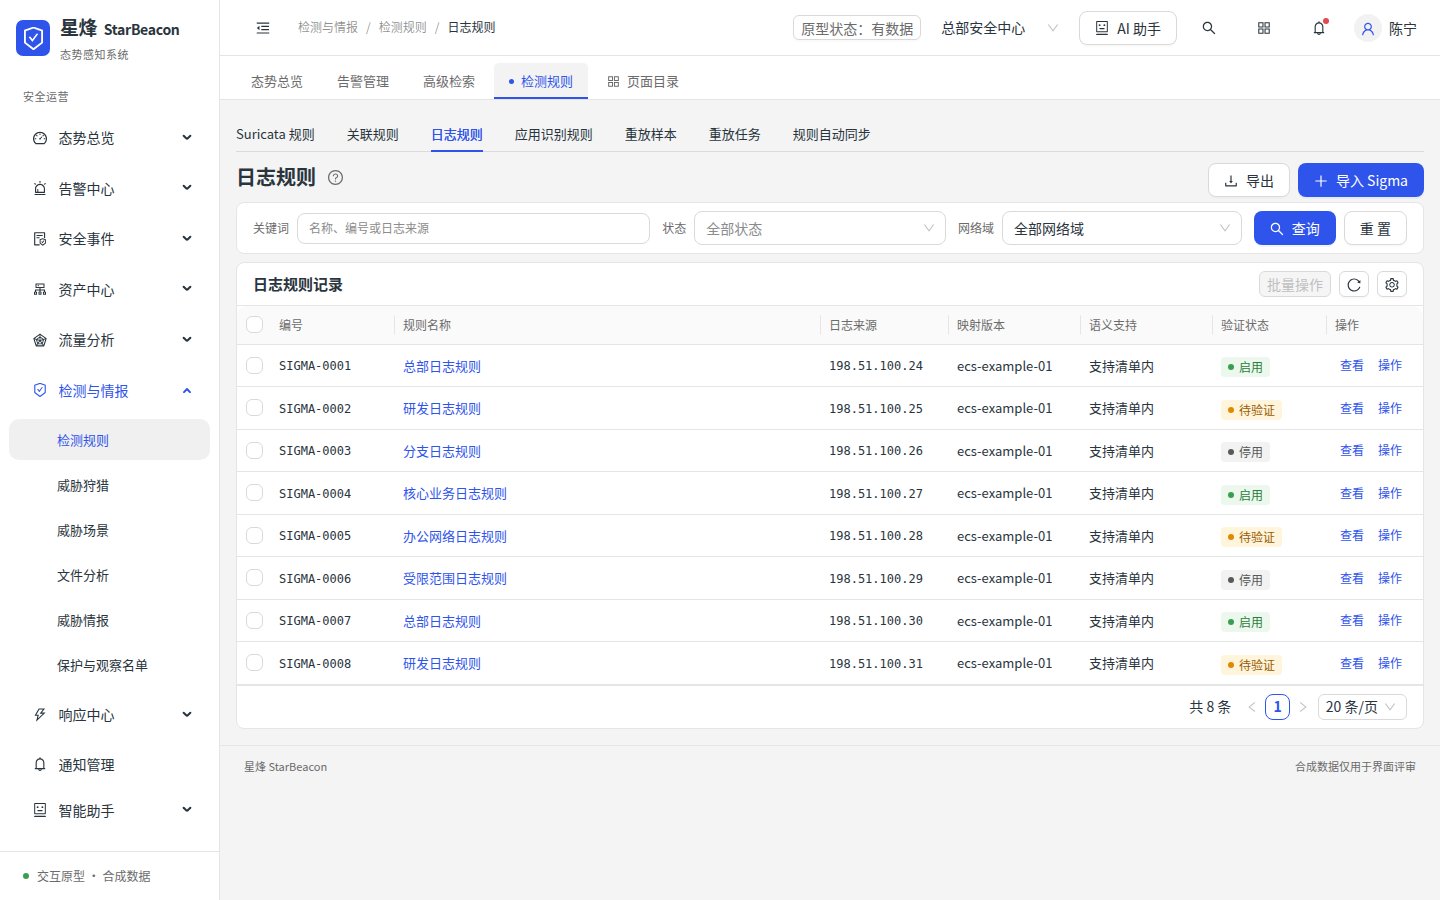 星烽 StarBeacon
态势感知系统
安全运营
态势总览
告警中心
安全事件
资产中心
流量分析
检测与情报
检测规则
威胁狩猎
威胁场景
文件分析
威胁情报
保护与观察名单
响应中心
通知管理
智能助手
交互原型 · 合成数据
检测与情报 / 检测规则 / 日志规则
原型状态：有数据
总部安全中心
AI 助手
陈宁
态势总览 告警管理 高级检索 检测规则 页面目录
Suricata 规则 关联规则 日志规则 应用识别规则 重放样本 重放任务 规则自动同步
日志规则
导出
导入 Sigma
关键词 名称、编号或日志来源 状态 全部状态 网络域 全部网络域 查询 重 置
日志规则记录
批量操作
编号 规则名称 日志来源 映射版本 语义支持 验证状态 操作
SIGMA-0001 总部日志规则 198.51.100.24 ecs-example-01 支持清单内 启用 查看 操作
SIGMA-0002 研发日志规则 198.51.100.25 ecs-example-01 支持清单内 待验证 查看 操作
SIGMA-0003 分支日志规则 198.51.100.26 ecs-example-01 支持清单内 停用 查看 操作
SIGMA-0004 核心业务日志规则 198.51.100.27 ecs-example-01 支持清单内 启用 查看 操作
SIGMA-0005 办公网络日志规则 198.51.100.28 ecs-example-01 支持清单内 待验证 查看 操作
SIGMA-0006 受限范围日志规则 198.51.100.29 ecs-example-01 支持清单内 停用 查看 操作
SIGMA-0007 总部日志规则 198.51.100.30 ecs-example-01 支持清单内 启用 查看 操作
SIGMA-0008 研发日志规则 198.51.100.31 ecs-example-01 支持清单内 待验证 查看 操作
共 8 条 1 20 条/页
星烽 StarBeacon
合成数据仅用于界面评审